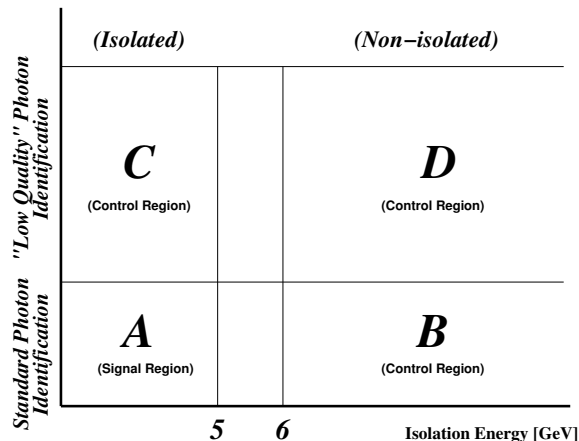 (Isolated)
(Non-isolated)
"Low Quality" Photon
Identification
C
(Control Region)
D
(Control Region)
Standard Photon
Identification
A
(Signal Region)
B
(Control Region)
5
6
Isolation Energy [GeV]